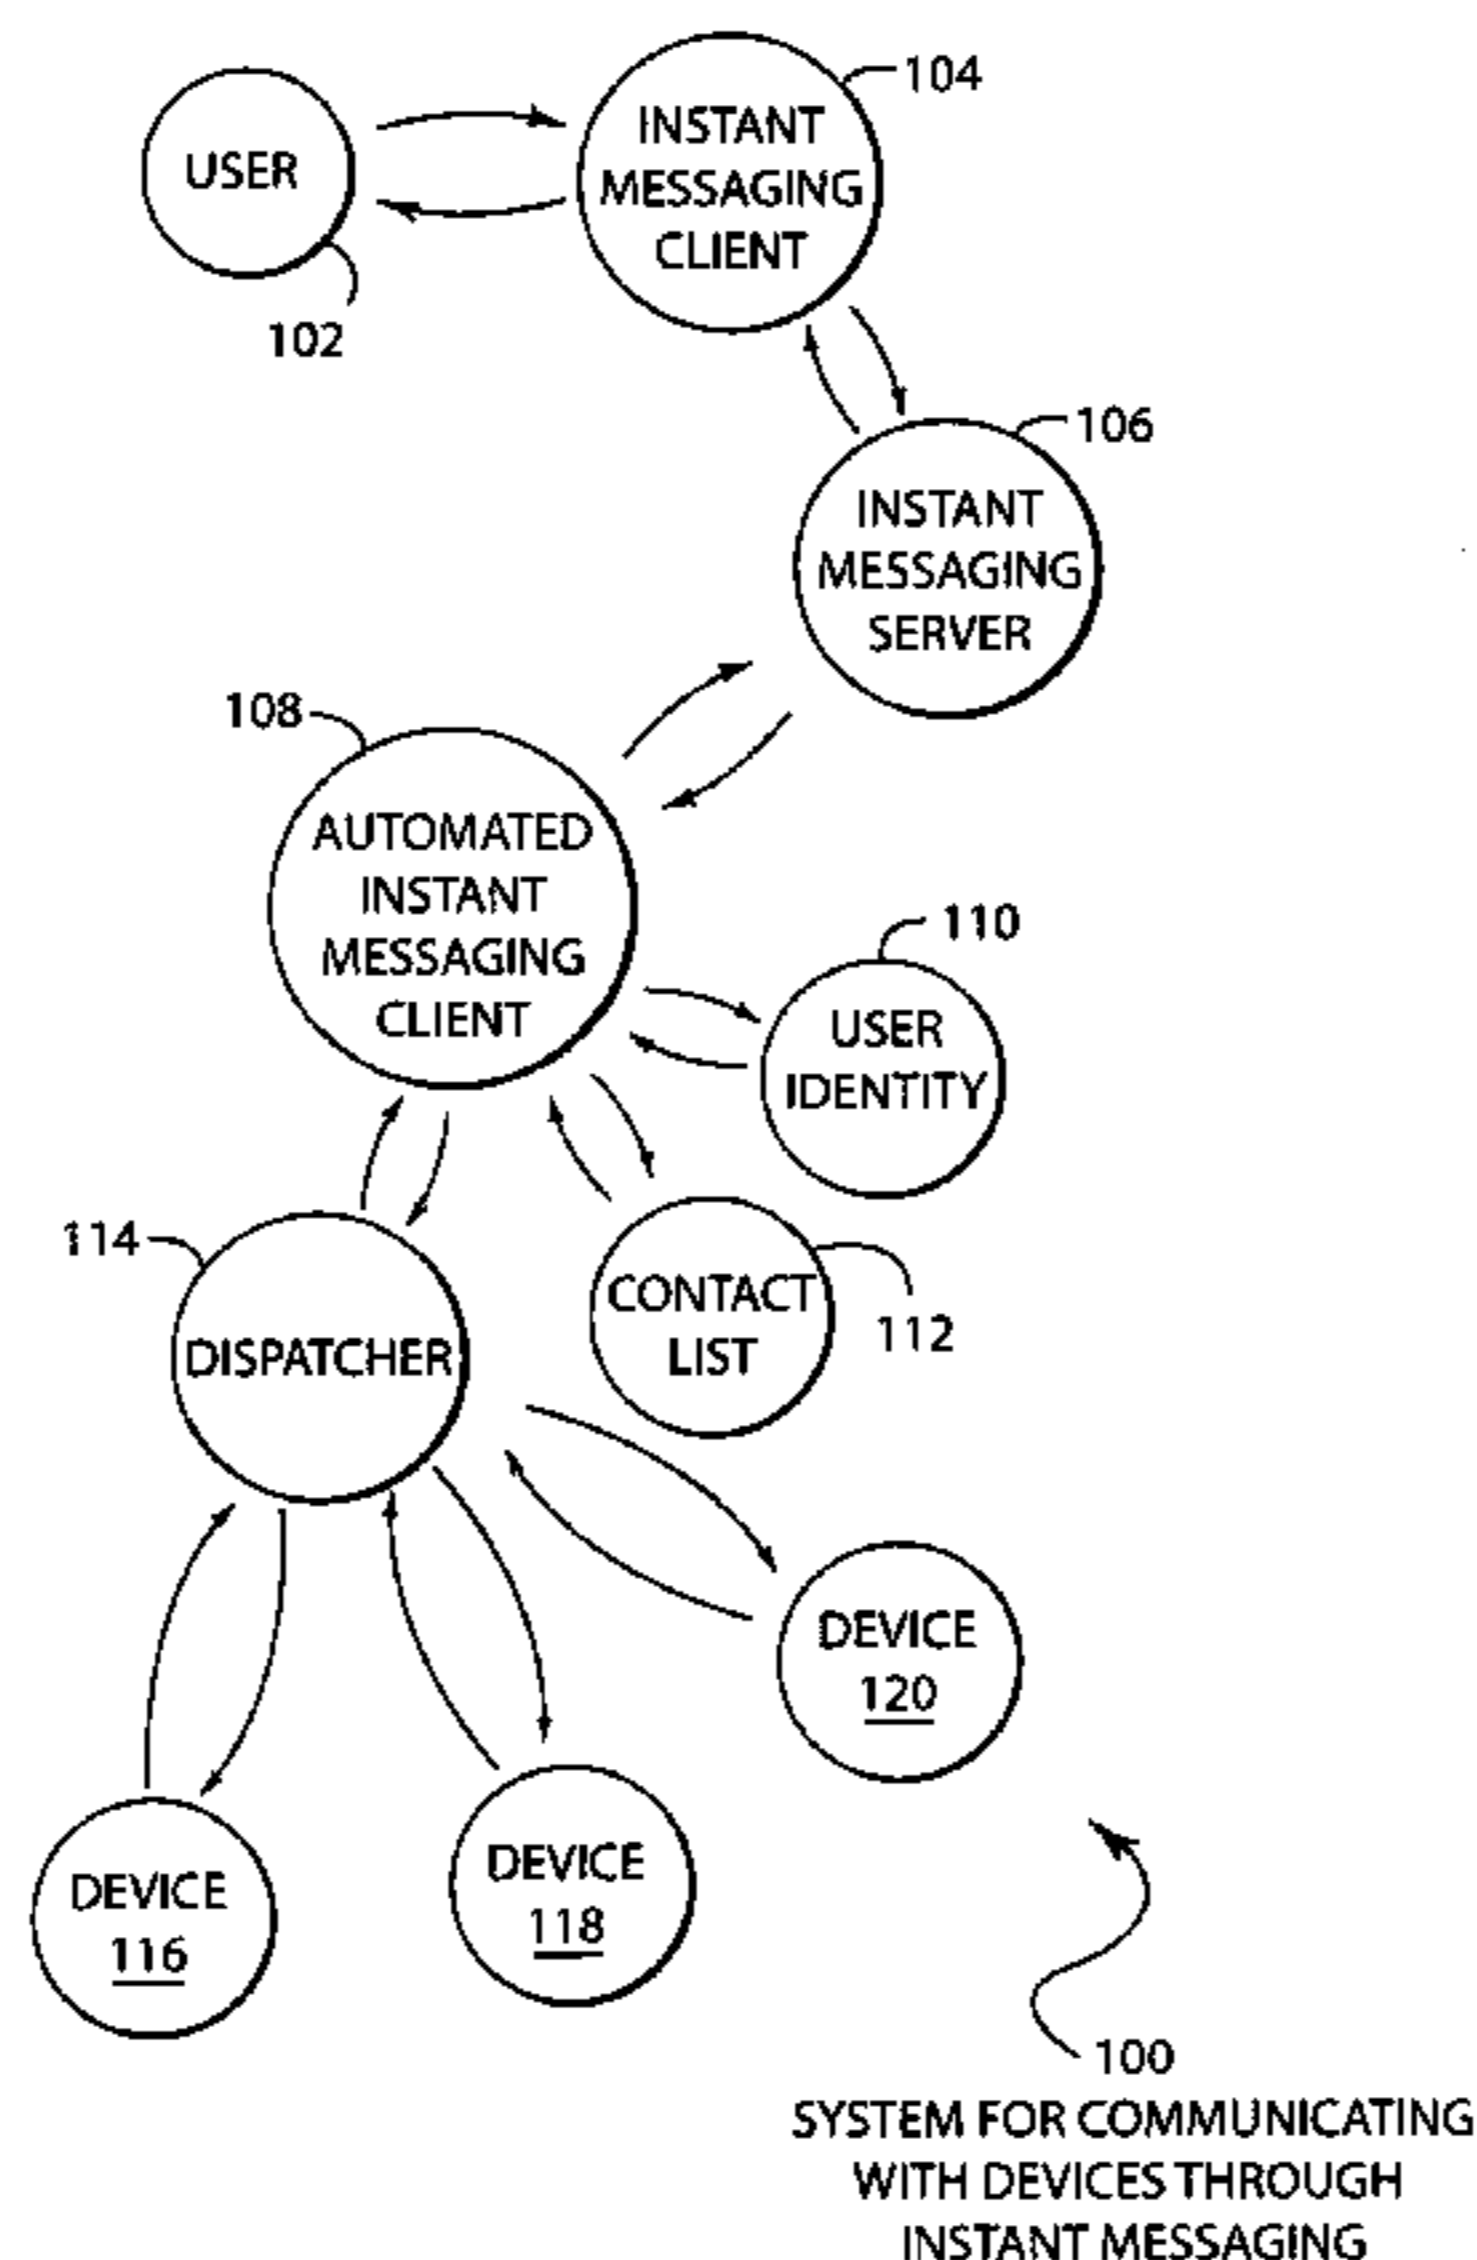 104
INSTANT
MESSAGING
CLIENT
USER
102
106
INSTANT
MESSAGING
SERVER
108
AUTOMATED
INSTANT
MESSAGING
CLIENT
110
USER
IDENTITY
114
DISPATCHER
CONTACT
LIST
112
DEVICE
120
DEVICE
118
DEVICE
116
100
SYSTEM FOR COMMUNICATING
WITH DEVICES THROUGH
INSTANT MESSAGING